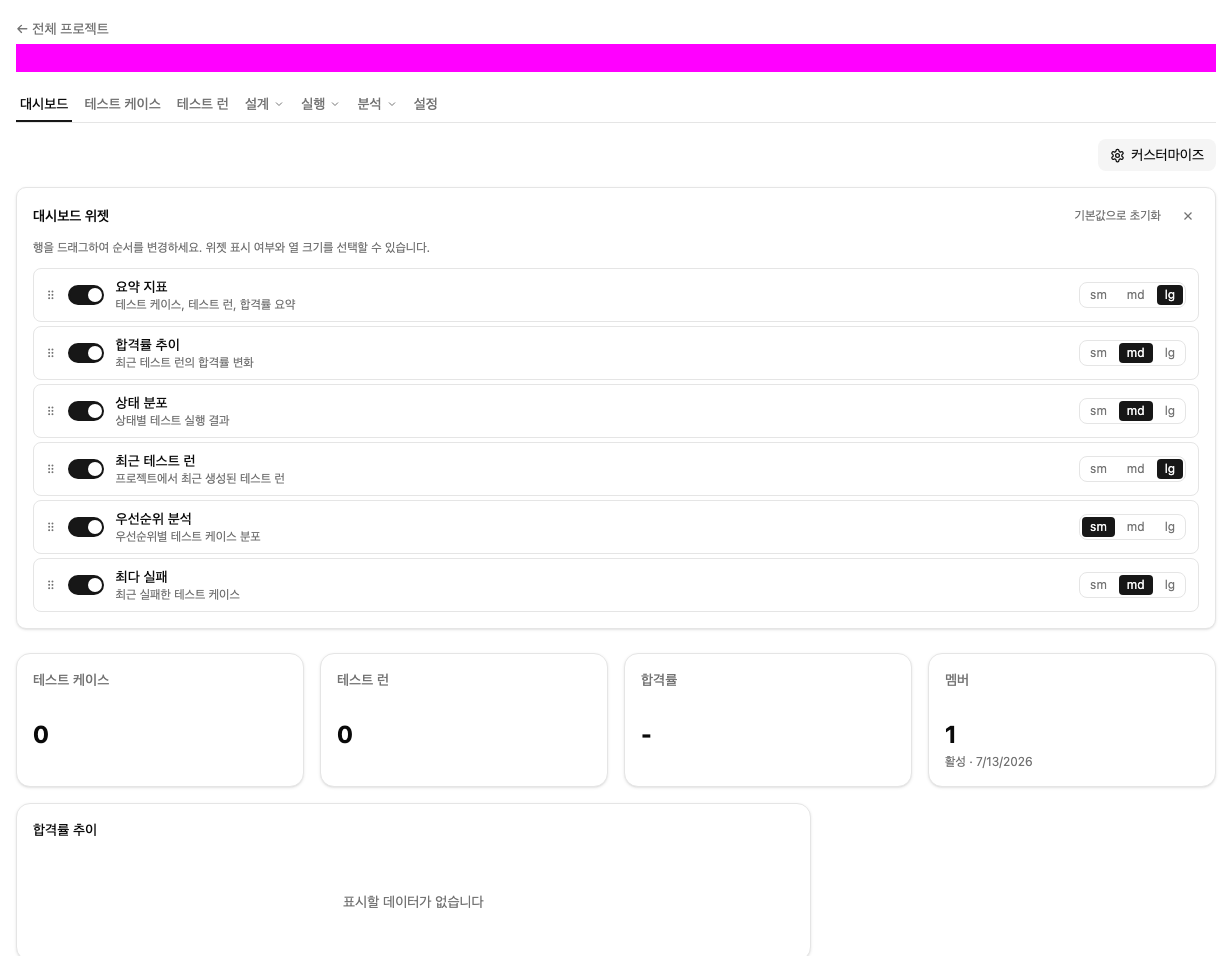 ← 전체 프로젝트
대시보드 테스트 케이스 테스트 런 설계 실행 분석 설정
커스터마이즈
대시보드 위젯 기본값으로 초기화
행을 드래그하여 순서를 변경하세요. 위젯 표시 여부와 열 크기를 선택할 수 있습니다.
요약 지표
테스트 케이스, 테스트 런, 합격률 요약
sm md lg
합격률 추이
최근 테스트 런의 합격률 변화
sm md lg
상태 분포
상태별 테스트 실행 결과
sm md lg
최근 테스트 런
프로젝트에서 최근 생성된 테스트 런
sm md lg
우선순위 분석
우선순위별 테스트 케이스 분포
sm md lg
최다 실패
최근 실패한 테스트 케이스
sm md lg
테스트 케이스
0
테스트 런
0
합격률
-
멤버
1
활성 · 7/13/2026
합격률 추이
표시할 데이터가 없습니다